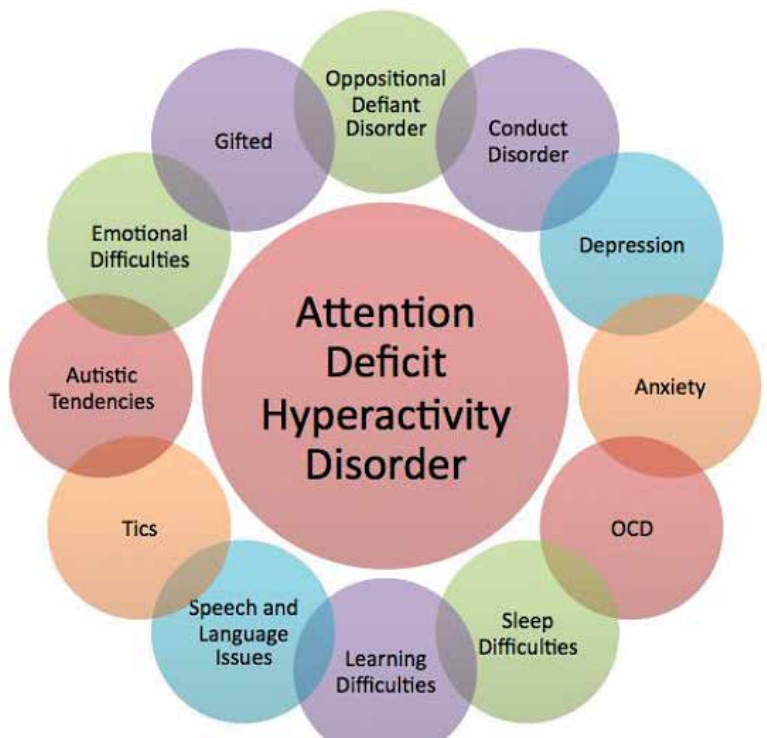 Attention
Deficit
Hyperactivity
Disorder
Oppositional
Defiant
Disorder
Conduct
Disorder
Depression
Anxiety
OCD
Sleep
Difficulties
Learning
Difficulties
Speech and
Language
Issues
Tics
Autistic
Tendencies
Emotional
Difficulties
Gifted